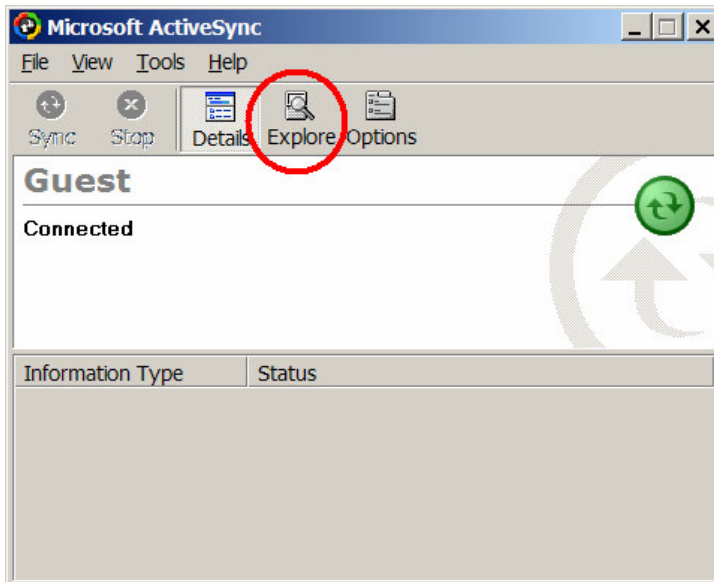 Microsoft ActiveSync
File View Tools Help
Sync Stop Details Explore Options
Guest
Connected
Information Type Status